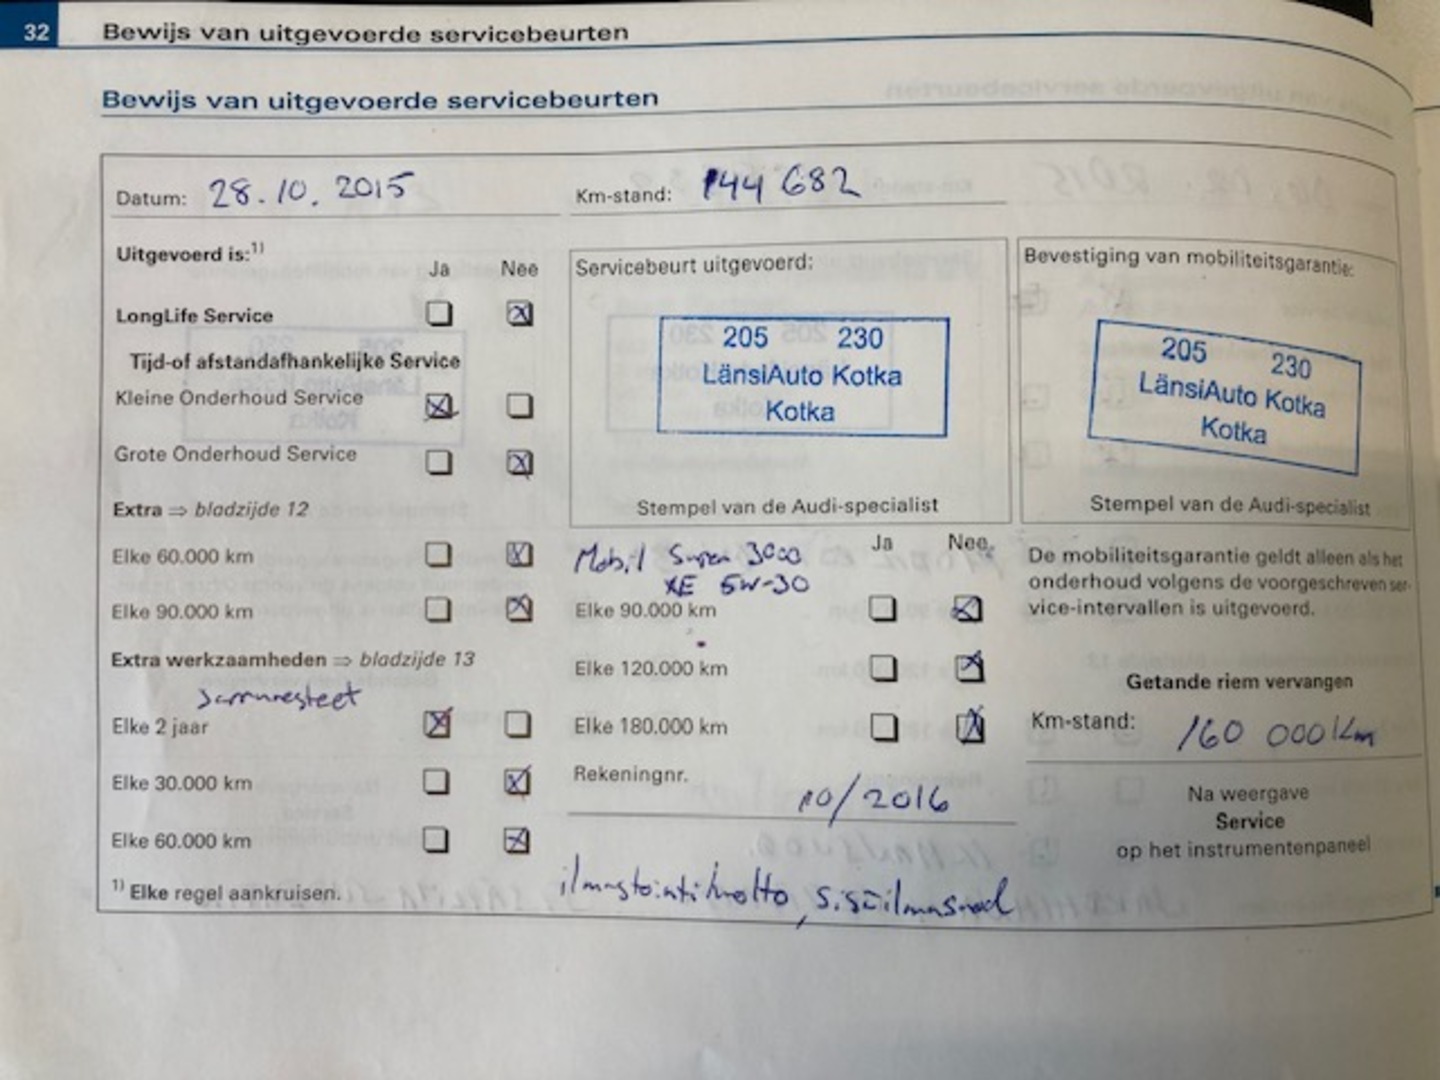 32 Bewijs van uitgevoerde servicebeurten
Bewijs van uitgevoerde servicebeurten
Datum: 28.10.2015
Km-stand: 144 682
Uitgevoerd is:1)
Ja Nee
LongLife Service
Tijd-of afstandafhankelijke Service
Kleine Onderhoud Service
Grote Onderhoud Service
Extra ⇒ bladzijde 12
Elke 60.000 km
Elke 90.000 km
Extra werkzaamheden ⇒ bladzijde 13
Jarrunesteet
Elke 2 jaar
Elke 30.000 km
Elke 60.000 km
1) Elke regel aankruisen.
Servicebeurt uitgevoerd:
205 230
LänsiAuto Kotka
Kotka
Stempel van de Audi-specialist
Ja Nee
Mobil Super 3000
XE 5W-30
Elke 90.000 km
Elke 120.000 km
Elke 180.000 km
Rekeningnr.
10/2016
ilmastointihuolto, sisäilmasuod
Bevestiging van mobiliteitsgarantie:
205 230
LänsiAuto Kotka
Kotka
Stempel van de Audi-specialist
De mobiliteitsgarantie geldt alleen als het
onderhoud volgens de voorgeschreven ser-
vice-intervallen is uitgevoerd.
Getande riem vervangen
Km-stand: 160 000 km
Na weergave
Service
op het instrumentenpaneel